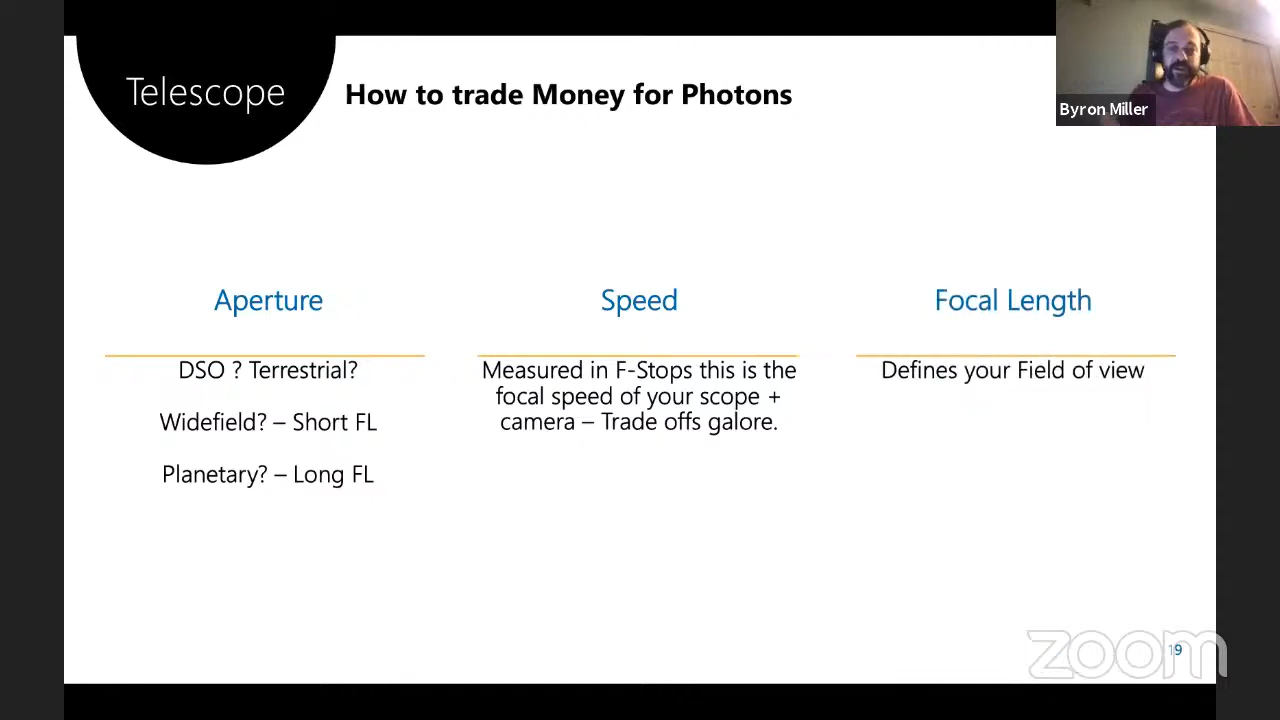 Telescope
How to trade Money for Photons
Byron Miller
Aperture
DSO ? Terrestrial?
Widefield? – Short FL
Planetary? – Long FL
Speed
Measured in F-Stops this is the
focal speed of your scope +
camera – Trade offs galore.
Focal Length
Defines your Field of view
19
zoom